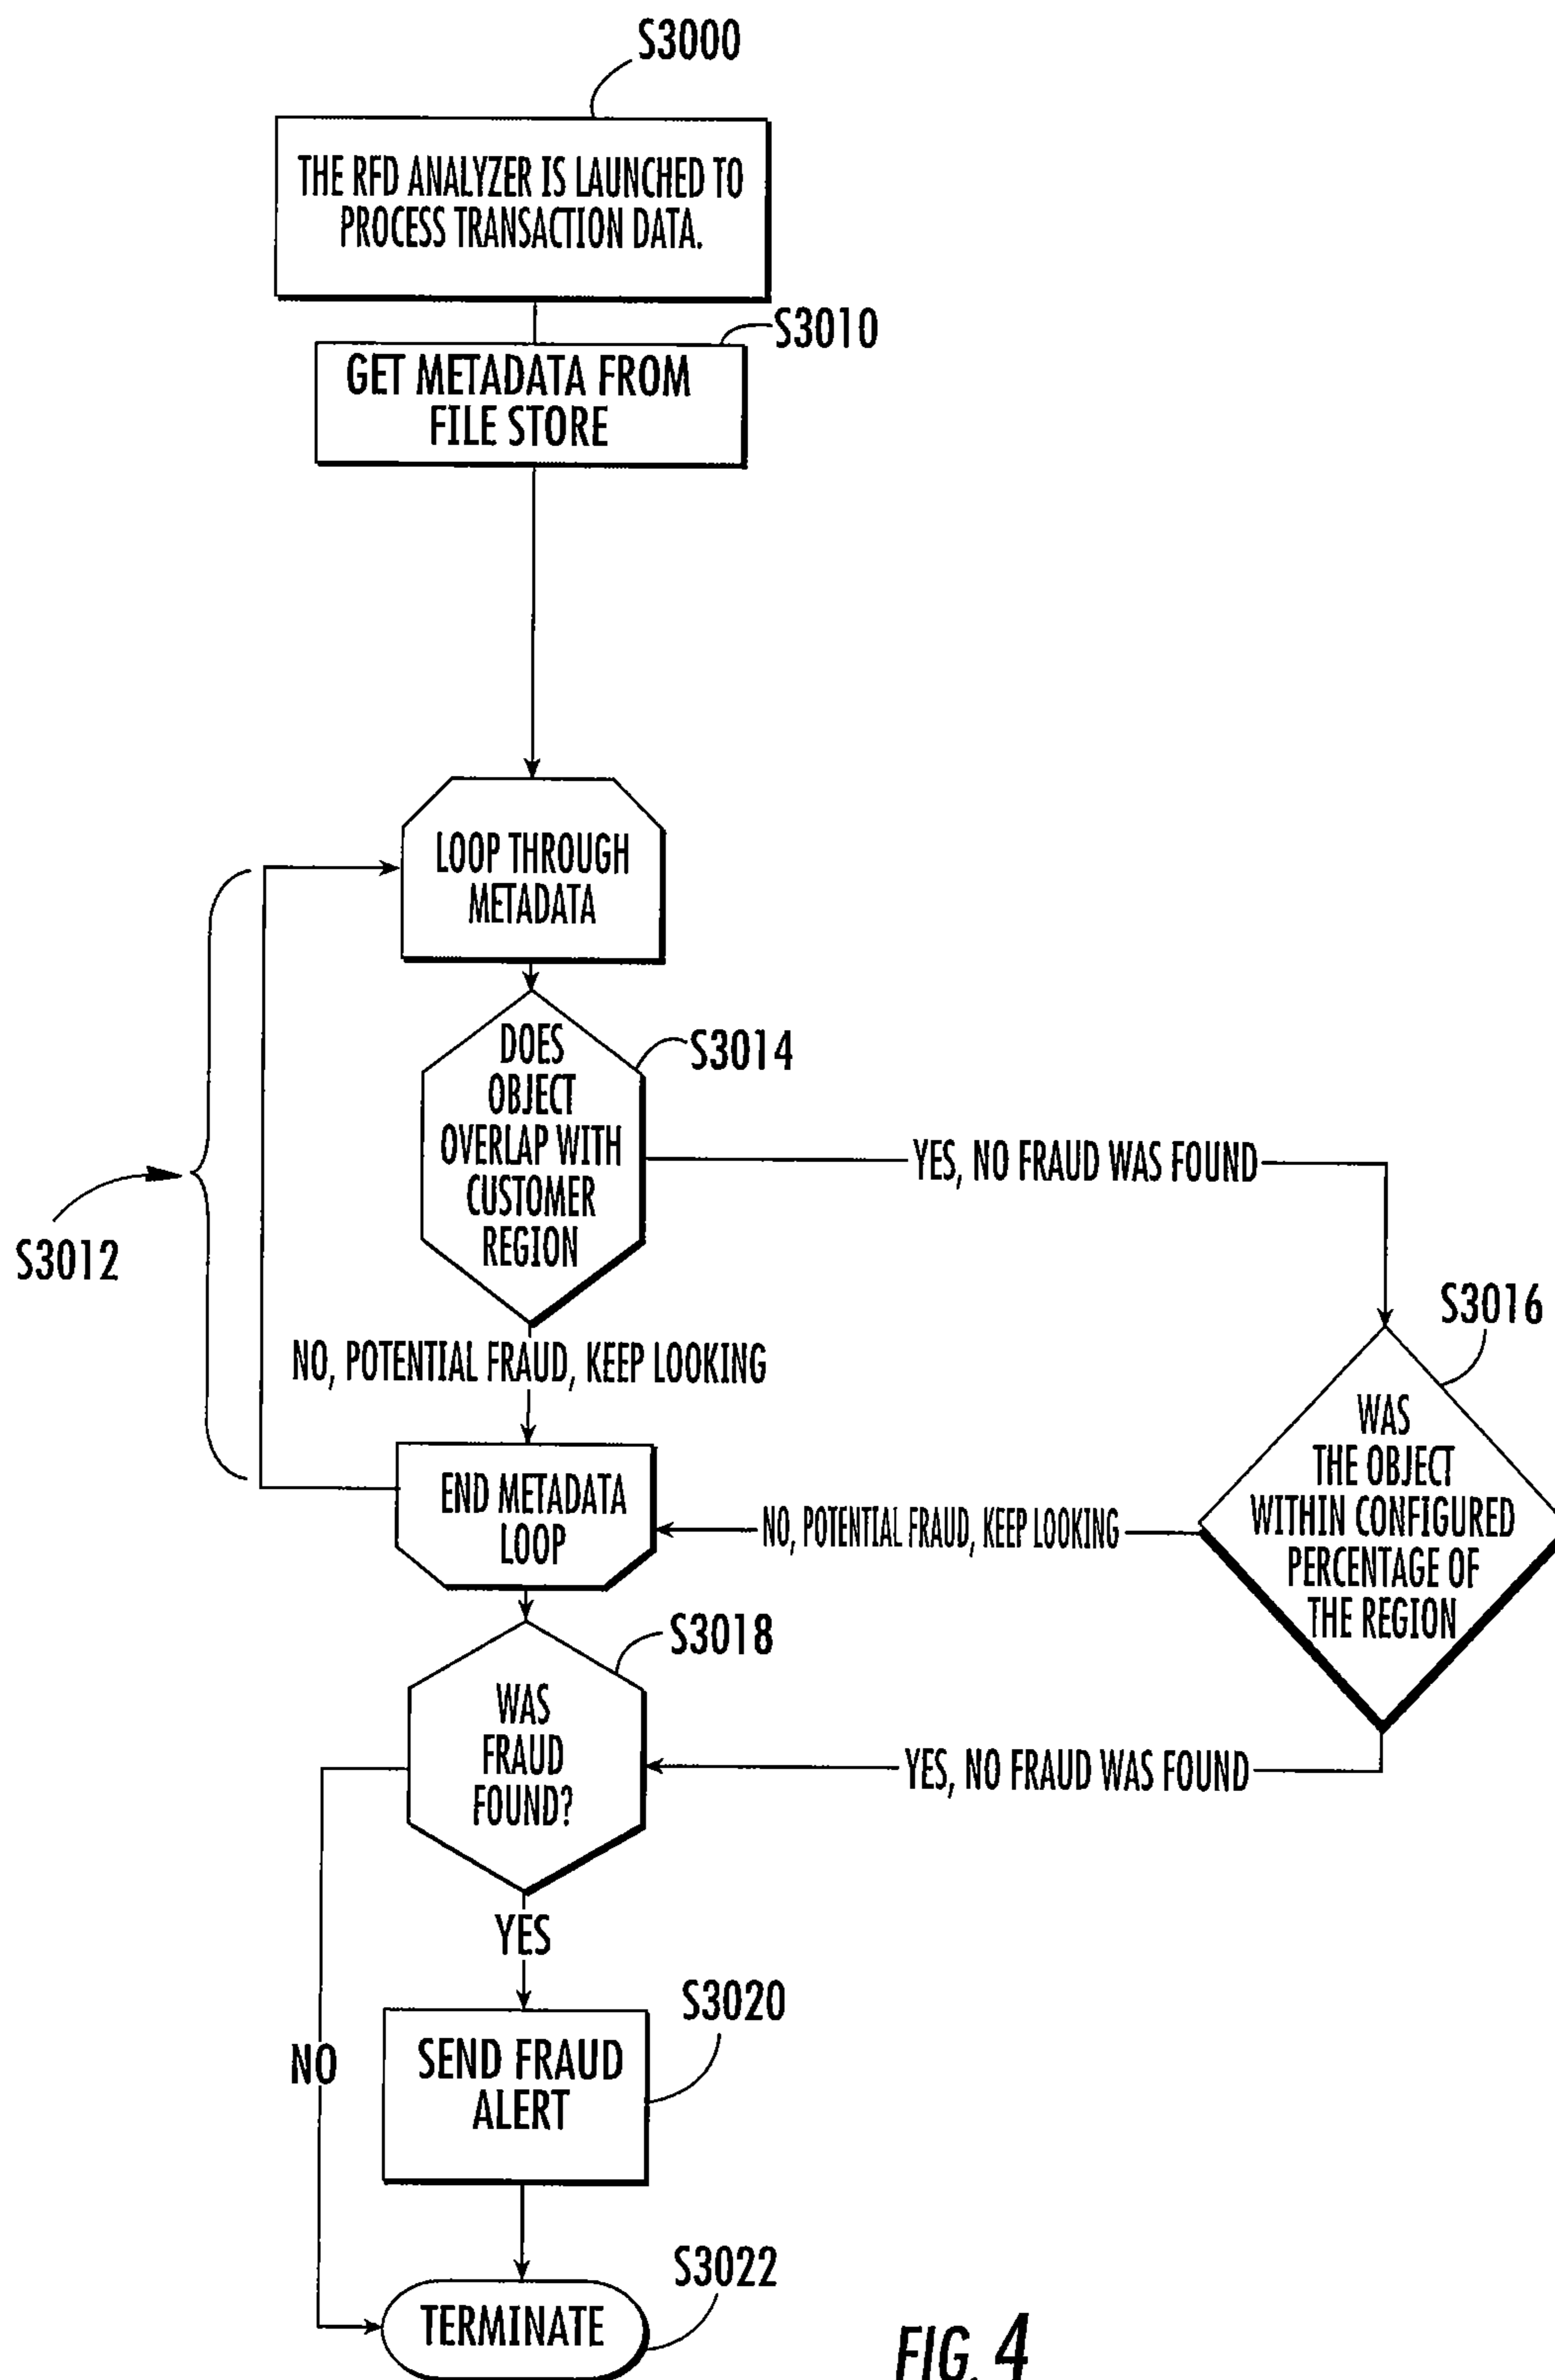 S3000
THE RFD ANALYZER IS LAUNCHED TO
PROCESS TRANSACTION DATA.
S3010
GET METADATA FROM
FILE STORE
LOOP THROUGH
METADATA
S3014
DOES
OBJECT
OVERLAP WITH
CUSTOMER
REGION
YES, NO FRAUD WAS FOUND
S3012
NO, POTENTIAL FRAUD, KEEP LOOKING
S3016
WAS
THE OBJECT
WITHIN CONFIGURED
PERCENTAGE OF
THE REGION
END METADATA
LOOP
NO, POTENTIAL FRAUD, KEEP LOOKING
S3018
WAS
FRAUD
FOUND?
YES, NO FRAUD WAS FOUND
YES
S3020
SEND FRAUD
ALERT
NO
S3022
TERMINATE
FIG. 4